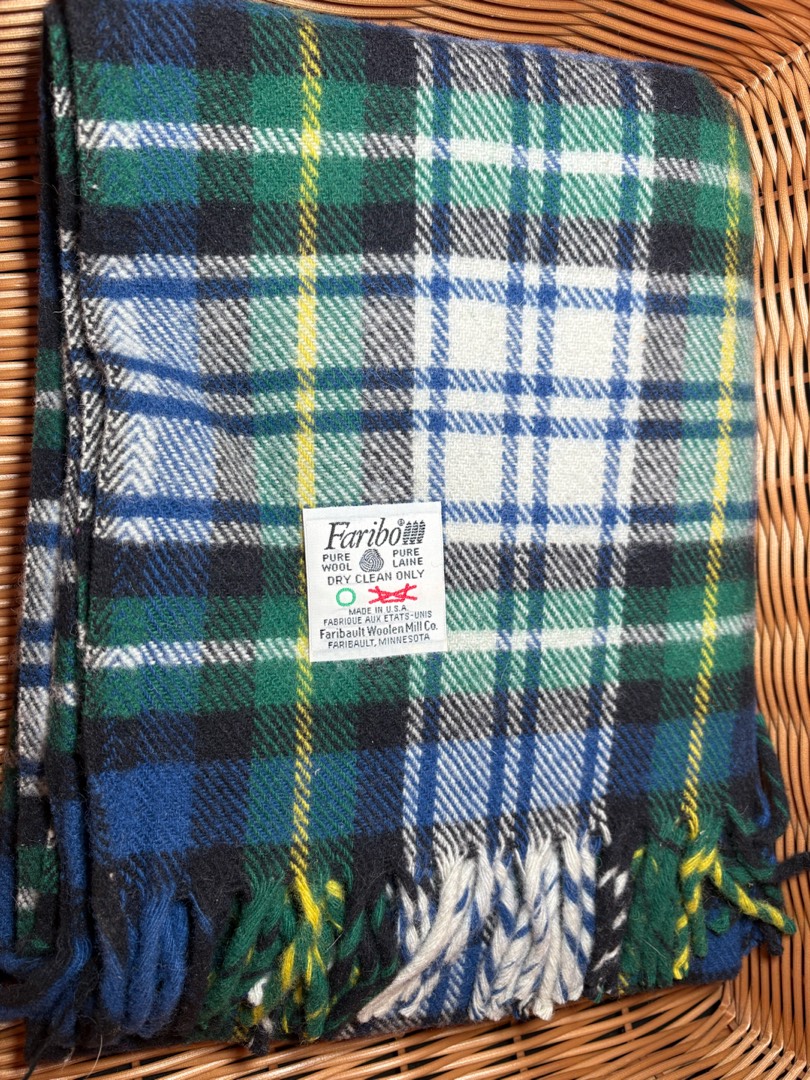 Faribo®
PURE WOOL PURE LAINE
DRY CLEAN ONLY
MADE IN U.S.A.
FABRIQUE AUX ETATS-UNIS
Faribault Woolen Mill Co.
FARIBAULT, MINNESOTA